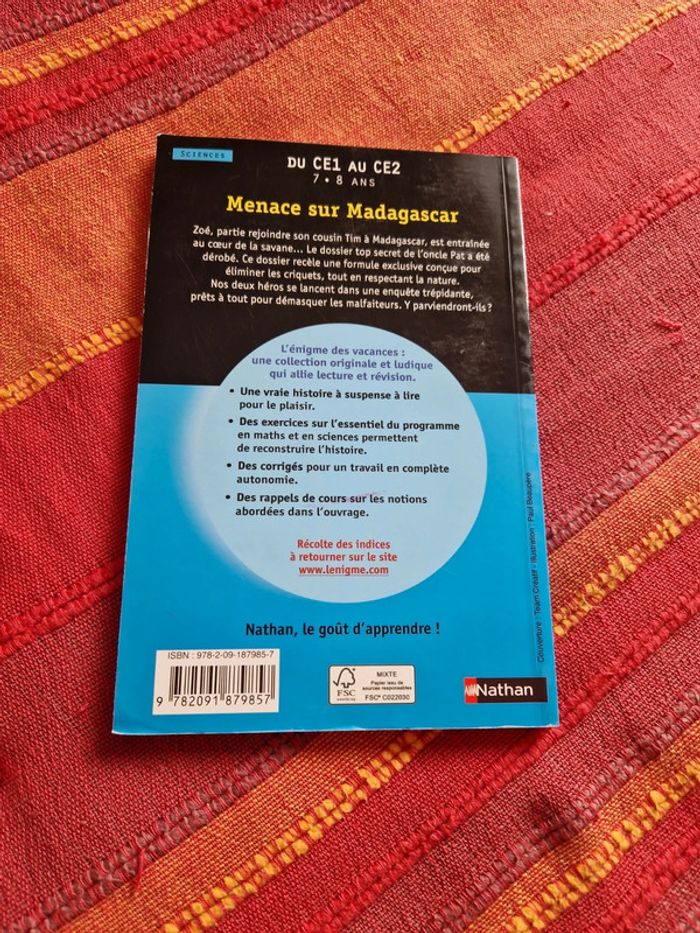 SCIENCES
DU CE1 AU CE2
7 • 8 ANS
Menace sur Madagascar
Zoé, partie rejoindre son cousin Tim à Madagascar, est entraînée
au cœur de la savane... Le dossier top secret de l'oncle Pat a été
dérobé. Ce dossier recèle une formule exclusive conçue pour
éliminer les criquets, tout en respectant la nature.
Nos deux héros se lancent dans une enquête trépidante,
prêts à tout pour démasquer les malfaiteurs. Y parviendront-ils ?
L'énigme des vacances :
une collection originale et ludique
qui allie lecture et révision.
• Une vraie histoire à suspense à lire
pour le plaisir.
• Des exercices sur l'essentiel du programme
en maths et en sciences permettent
de reconstruire l'histoire.
• Des corrigés pour un travail en complète
autonomie.
• Des rappels de cours sur les notions
abordées dans l'ouvrage.
Récolte des indices
à retourner sur le site
www.lenigme.com
Nathan, le goût d'apprendre !
ISBN : 978-2-09-187985-7
9 782091 879857
FSC
www.fsc.org
MIXTE
Papier issu de
sources responsables
FSC® C022030
Nathan
Couverture : Team Créatif - Illustration : Paul Beaupère